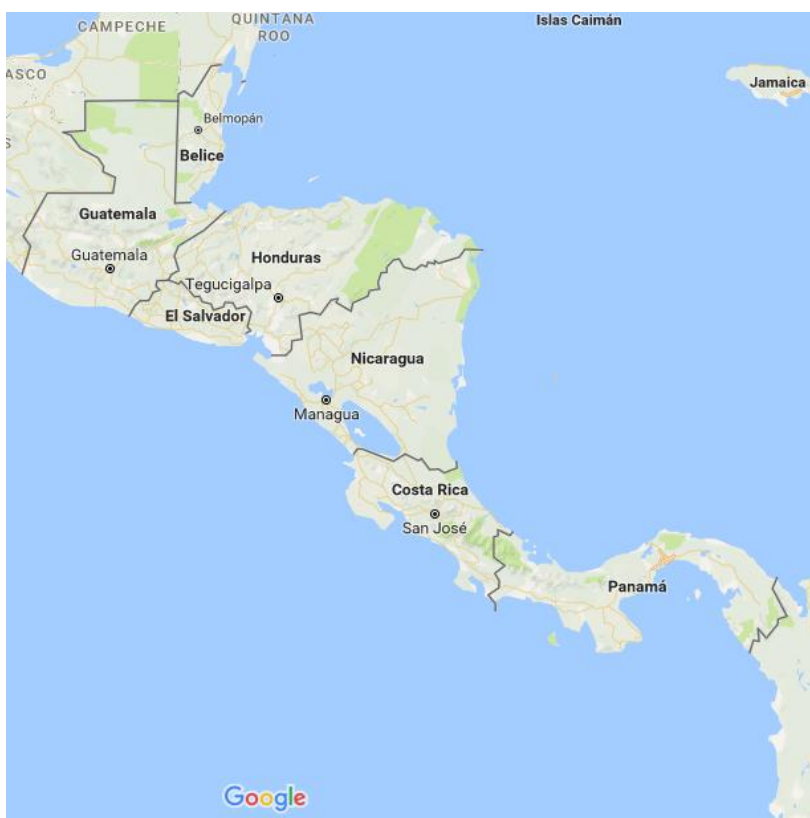 CAMPECHE
QUINTANA
ROO
Islas Caimán
ASCO
Jamaica
Belmopán
Belice
Guatemala
Guatemala
Honduras
Tegucigalpa
El Salvador
Nicaragua
Managua
Costa Rica
San José
Panamá
Google